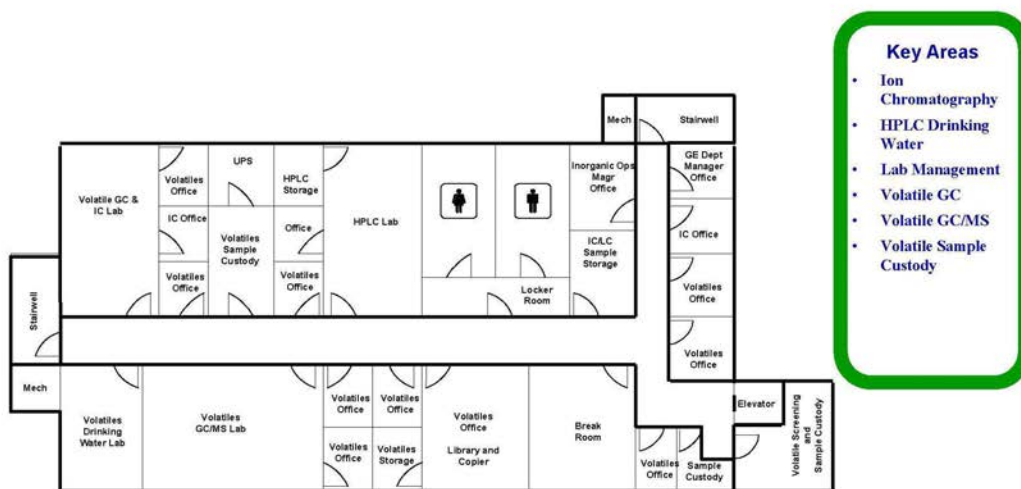 Key Areas
• Ion
Chromatography
• HPLC Drinking
Water
• Lab Management
• Volatile GC
• Volatile GC/MS
• Volatile Sample
Custody
Mech
Stairwell
Volatile GC &
IC Lab
Volatiles
Office
IC Office
Volatiles
Office
UPS
Volatiles
Sample
Custody
HPLC
Storage
Office
Volatiles
Office
HPLC Lab
Locker
Room
Inorganic Ops
Magr
Office
IC/LC
Sample
Storage
GE Dept
Manager
Office
IC Office
Volatiles
Office
Volatiles
Office
Stairwell
Mech
Volatiles
Drinking
Water Lab
Volatiles
GC/MS Lab
Volatiles
Office
Volatiles
Office
Volatiles
Office
Volatiles
Storage
Volatiles
Office
Library and
Copier
Break
Room
Volatiles
Office
Sample
Custody
Elevator
Volatile Screening
and
Sample Custody